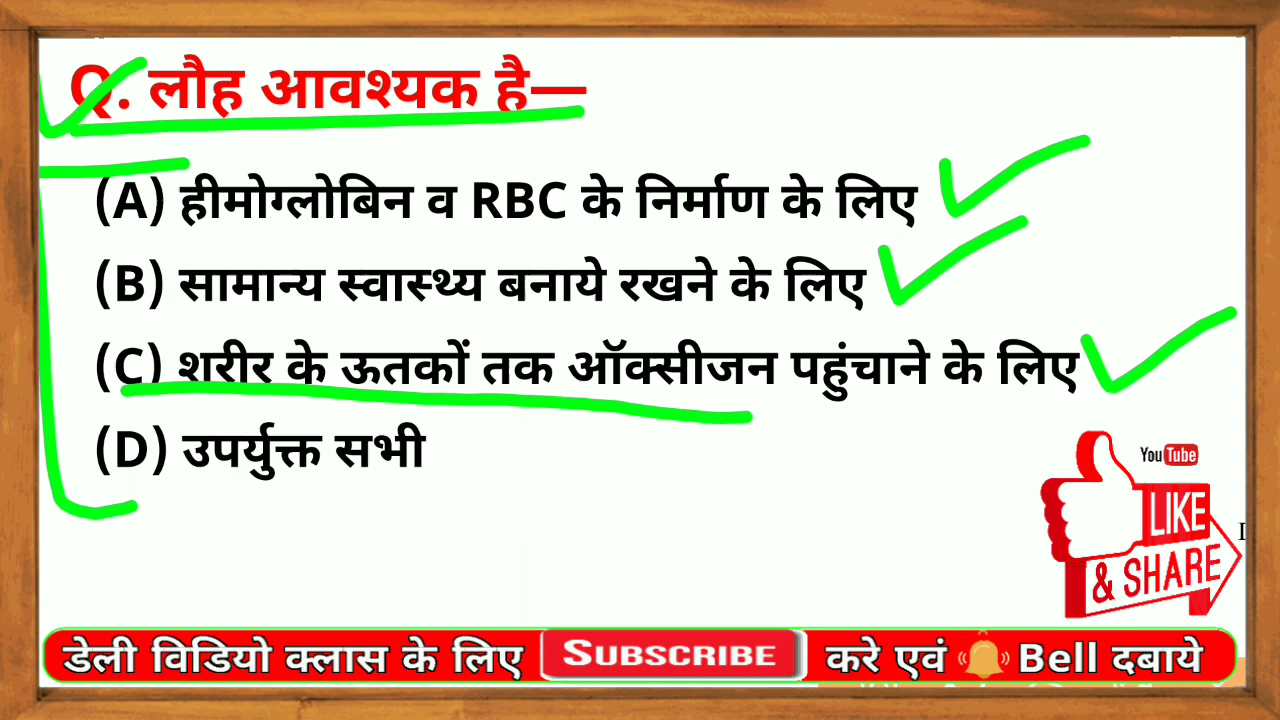 Q. लौह आवश्यक है—
(A) हीमोग्लोबिन व RBC के निर्माण के लिए
(B) सामान्य स्वास्थ्य बनाये रखने के लिए
(C) शरीर के ऊतकों तक ऑक्सीजन पहुंचाने के लिए
(D) उपर्युक्त सभी
YouTube
LIKE
& SHARE
डेली विडियो क्लास के लिए SUBSCRIBE करे एवं Bell दबाये